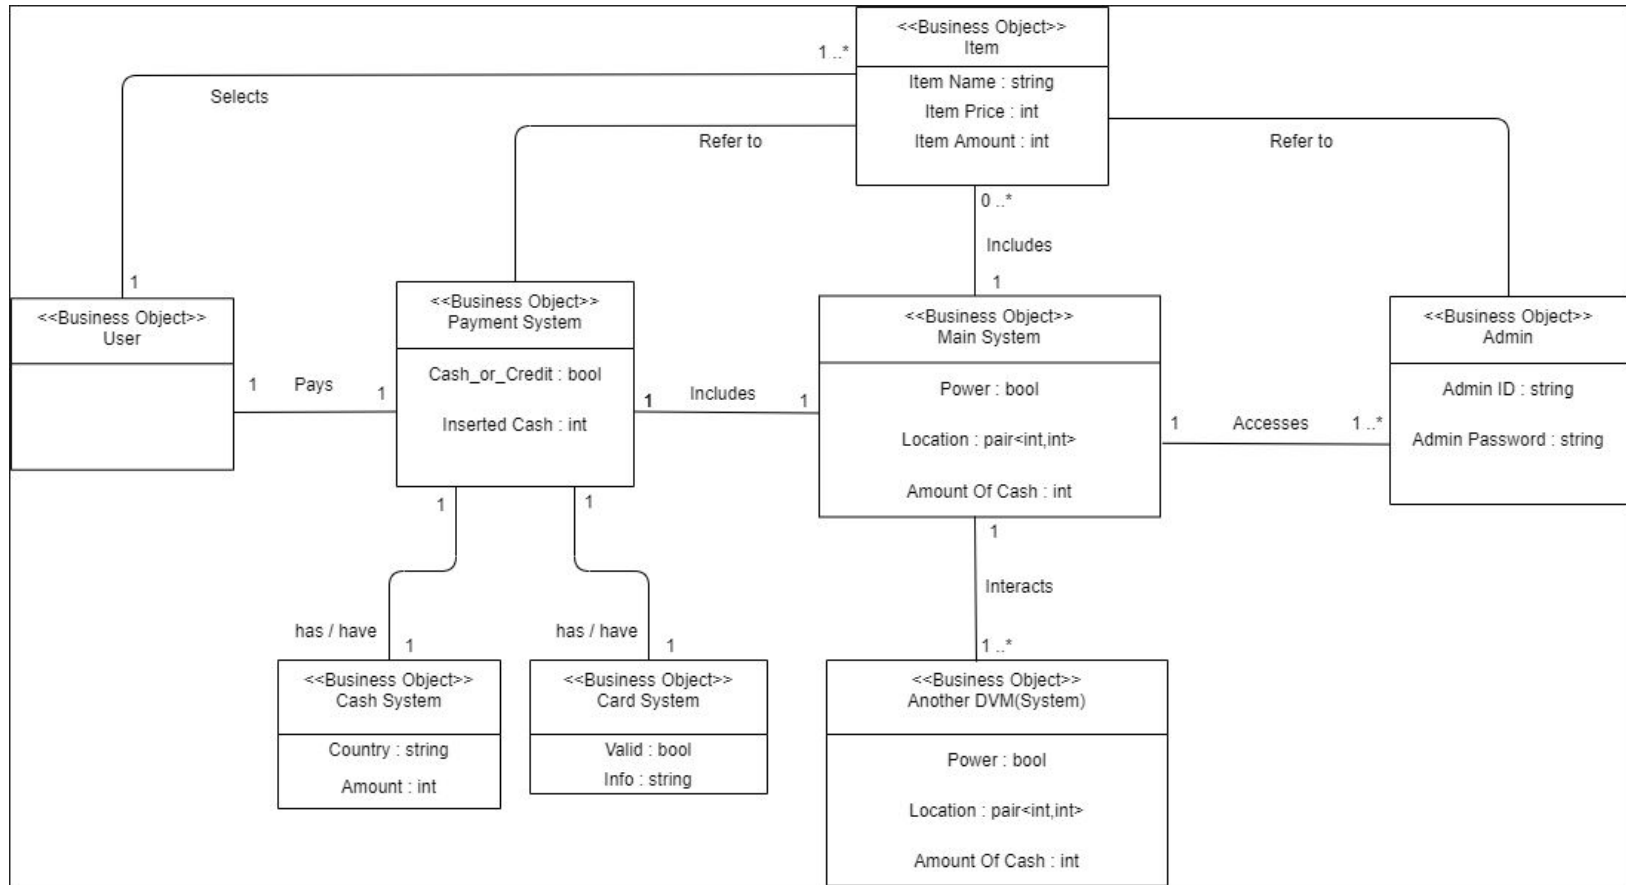 <<Business Object>>
Item
Item Name : string
Item Price : int
Item Amount : int
1 ..*
Selects
1
Refer to
Refer to
0 ..*
Includes
1
<<Business Object>>
User
1
Pays
1
<<Business Object>>
Payment System
Cash_or_Credit : bool
Inserted Cash : int
1
Includes
1
<<Business Object>>
Main System
Power : bool
Location : pair<int,int>
Amount Of Cash : int
1
Accesses
1 ..*
<<Business Object>>
Admin
Admin ID : string
Admin Password : string
1
1
has / have
1
has / have
1
1
Interacts
1 ..*
<<Business Object>>
Cash System
Country : string
Amount : int
<<Business Object>>
Card System
Valid : bool
Info : string
<<Business Object>>
Another DVM(System)
Power : bool
Location : pair<int,int>
Amount Of Cash : int